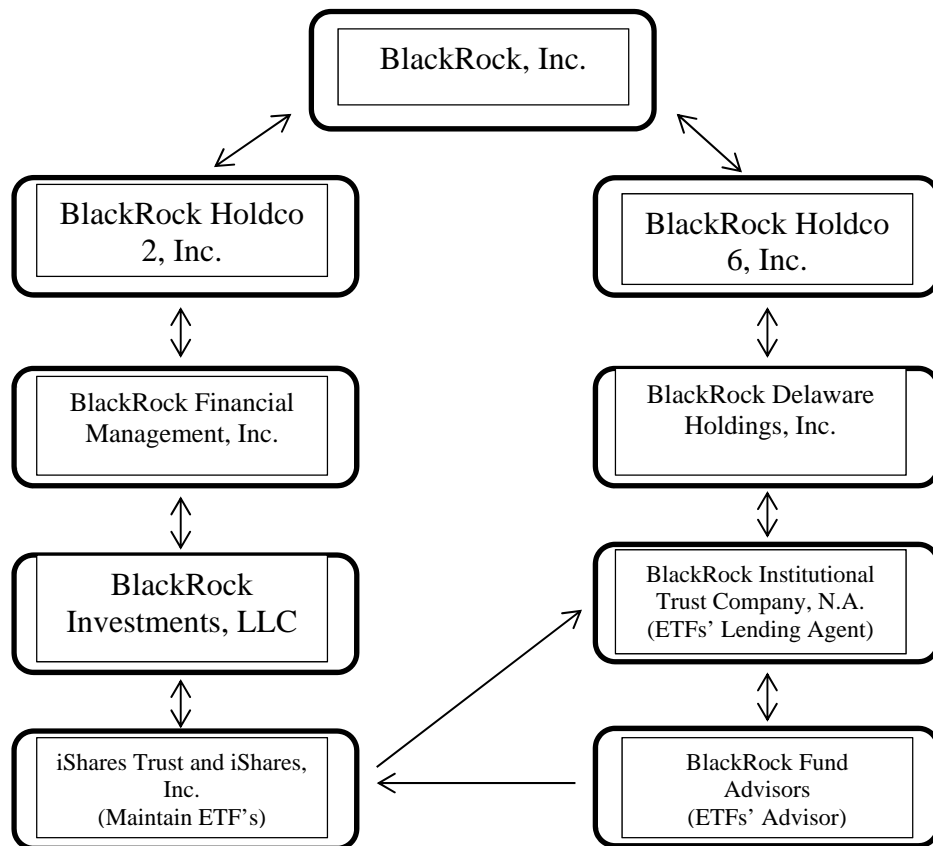 BlackRock, Inc.
BlackRock Holdco
2, Inc.
BlackRock Holdco
6, Inc.
BlackRock Financial
Management, Inc.
BlackRock Delaware
Holdings, Inc.
BlackRock
Investments, LLC
BlackRock Institutional
Trust Company, N.A.
(ETFs' Lending Agent)
iShares Trust and iShares,
Inc.
(Maintain ETF's)
BlackRock Fund
Advisors
(ETFs' Advisor)